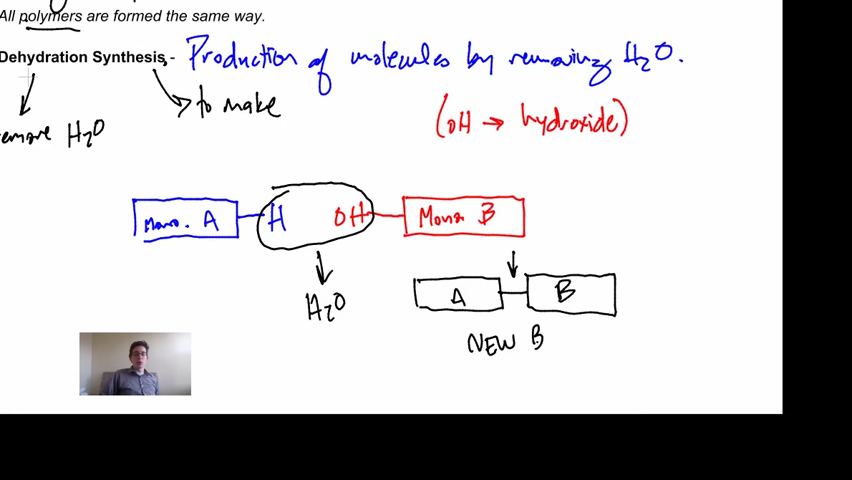 All polymers are formed the same way.
Dehydration Synthesis, - Production of molecules by removing H2O.
to make
(OH → hydroxide)
H2O
Mono. A H OH Mono B
H2O
A B
NEW B